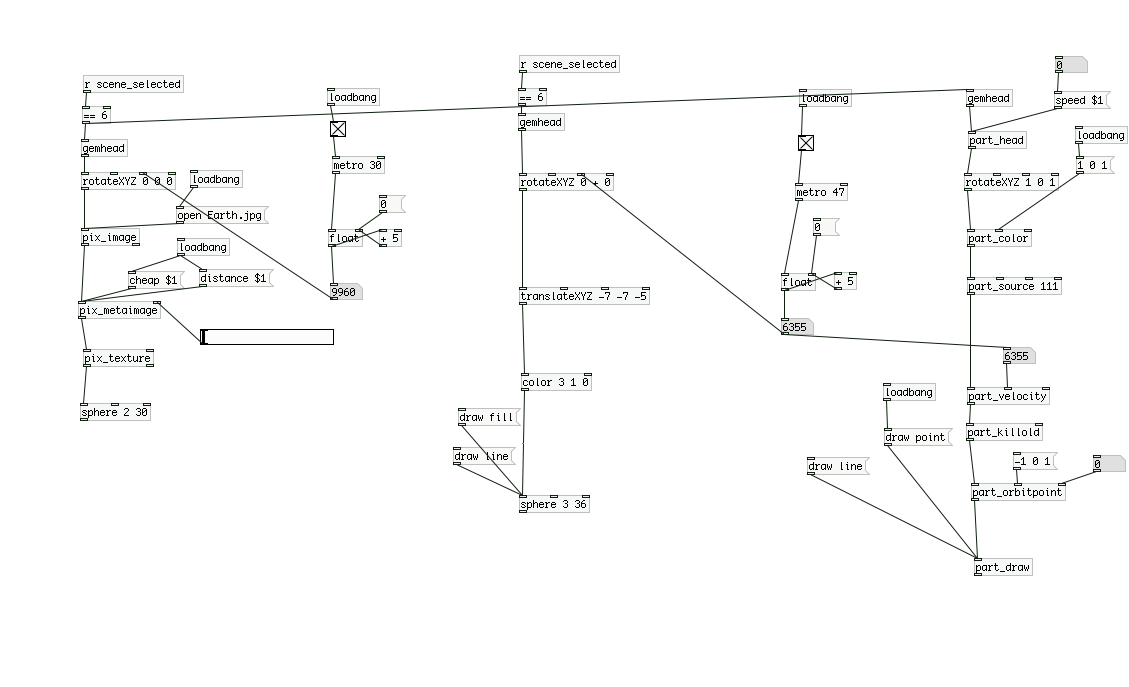 r scene_selected
== 6
gemhead
rotateXYZ 0 0 0
loadbang
open Earth.jpg
pix_image
loadbang
cheap $1
distance $1
pix_metaimage
pix_texture
sphere 2 30
loadbang
metro 30
0
float
+ 5
9960
r scene_selected
== 6
gemhead
rotateXYZ 0 + 0
translateXYZ -7 -7 -5
color 3 1 0
draw fill
draw line
sphere 3 36
loadbang
metro 47
0
float
+ 5
6355
0
speed $1
gemhead
part_head
loadbang
1 0 1
rotateXYZ 1 0 1
part_color
part_source 111
6355
part_velocity
part_killold
loadbang
draw point
draw line
-1 0 1
0
part_orbitpoint
part_draw